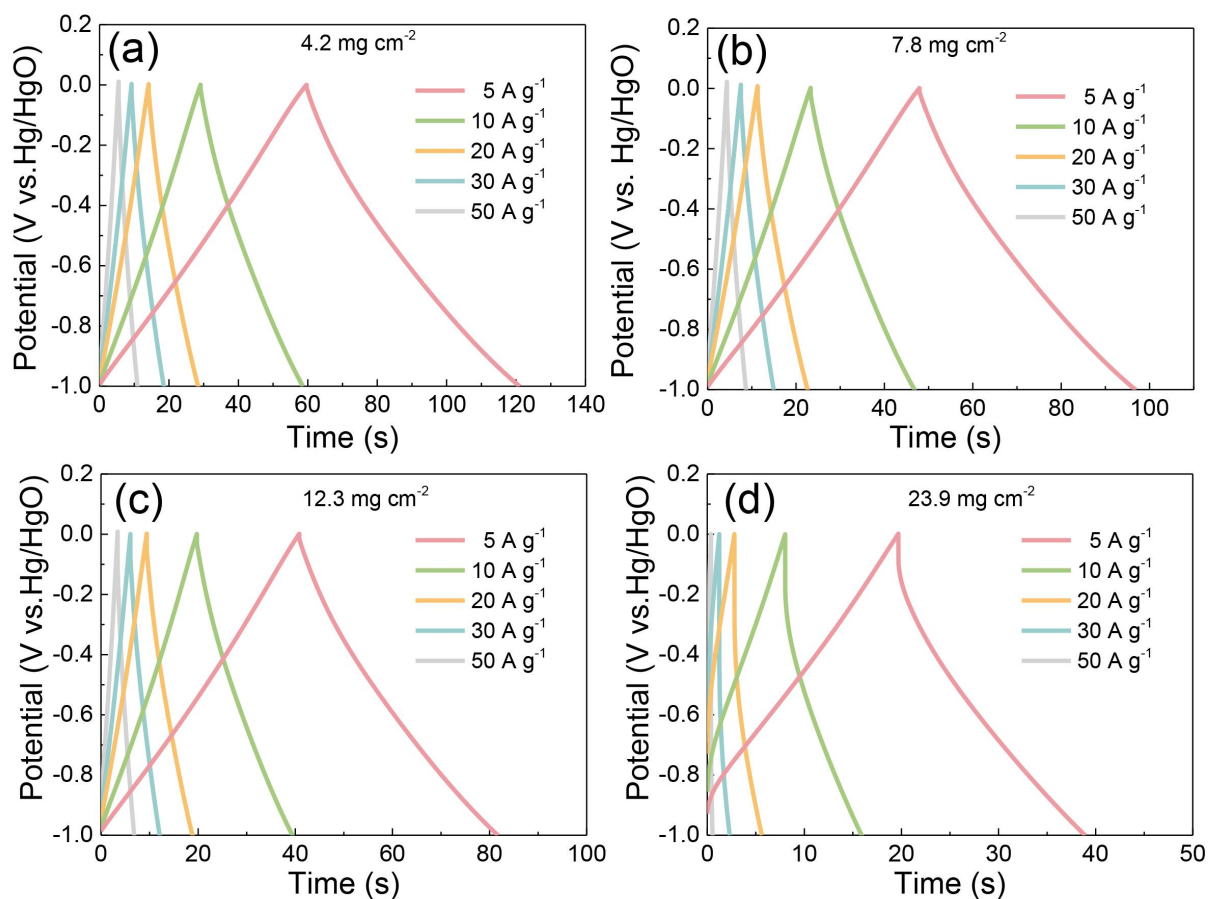 (a)
4.2 mg cm⁻²
Potential (V vs.Hg/HgO)
0.2
0.0
-0.2
-0.4
-0.6
-0.8
-1.0
5 A g⁻¹
10 A g⁻¹
20 A g⁻¹
30 A g⁻¹
50 A g⁻¹
0 20 40 60 80 100 120 140
Time (s)
(b)
7.8 mg cm⁻²
Potential (V vs. Hg/HgO)
0.2
0.0
-0.2
-0.4
-0.6
-0.8
-1.0
5 A g⁻¹
10 A g⁻¹
20 A g⁻¹
30 A g⁻¹
50 A g⁻¹
0 20 40 60 80 100
Time (s)
(c)
12.3 mg cm⁻²
Potential (V vs.Hg/HgO)
0.2
0.0
-0.2
-0.4
-0.6
-0.8
-1.0
5 A g⁻¹
10 A g⁻¹
20 A g⁻¹
30 A g⁻¹
50 A g⁻¹
0 20 40 60 80 100
Time (s)
(d)
23.9 mg cm⁻²
Potential (V vs.Hg/HgO)
0.2
0.0
-0.2
-0.4
-0.6
-0.8
-1.0
5 A g⁻¹
10 A g⁻¹
20 A g⁻¹
30 A g⁻¹
50 A g⁻¹
0 10 20 30 40 50
Time (s)